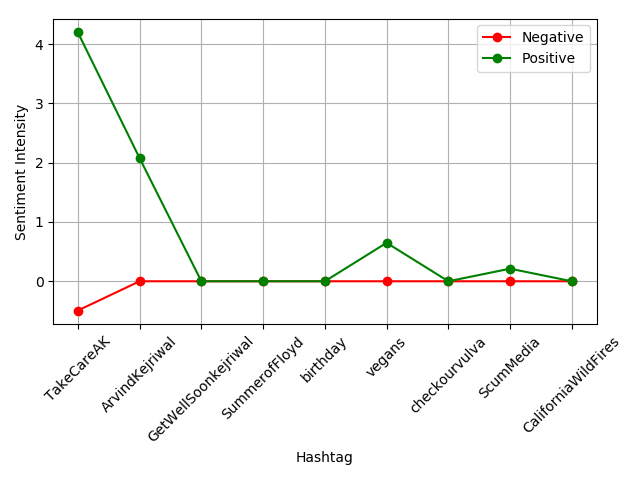 Negative
Positive
4
3
2
1
0
Sentiment Intensity
TakeCareAK
ArvindKejriwal
GetWellSoonkejriwal
SummerofFloyd
birthday
vegans
checkourvulva
ScumMedia
CaliforniaWildFires
Hashtag